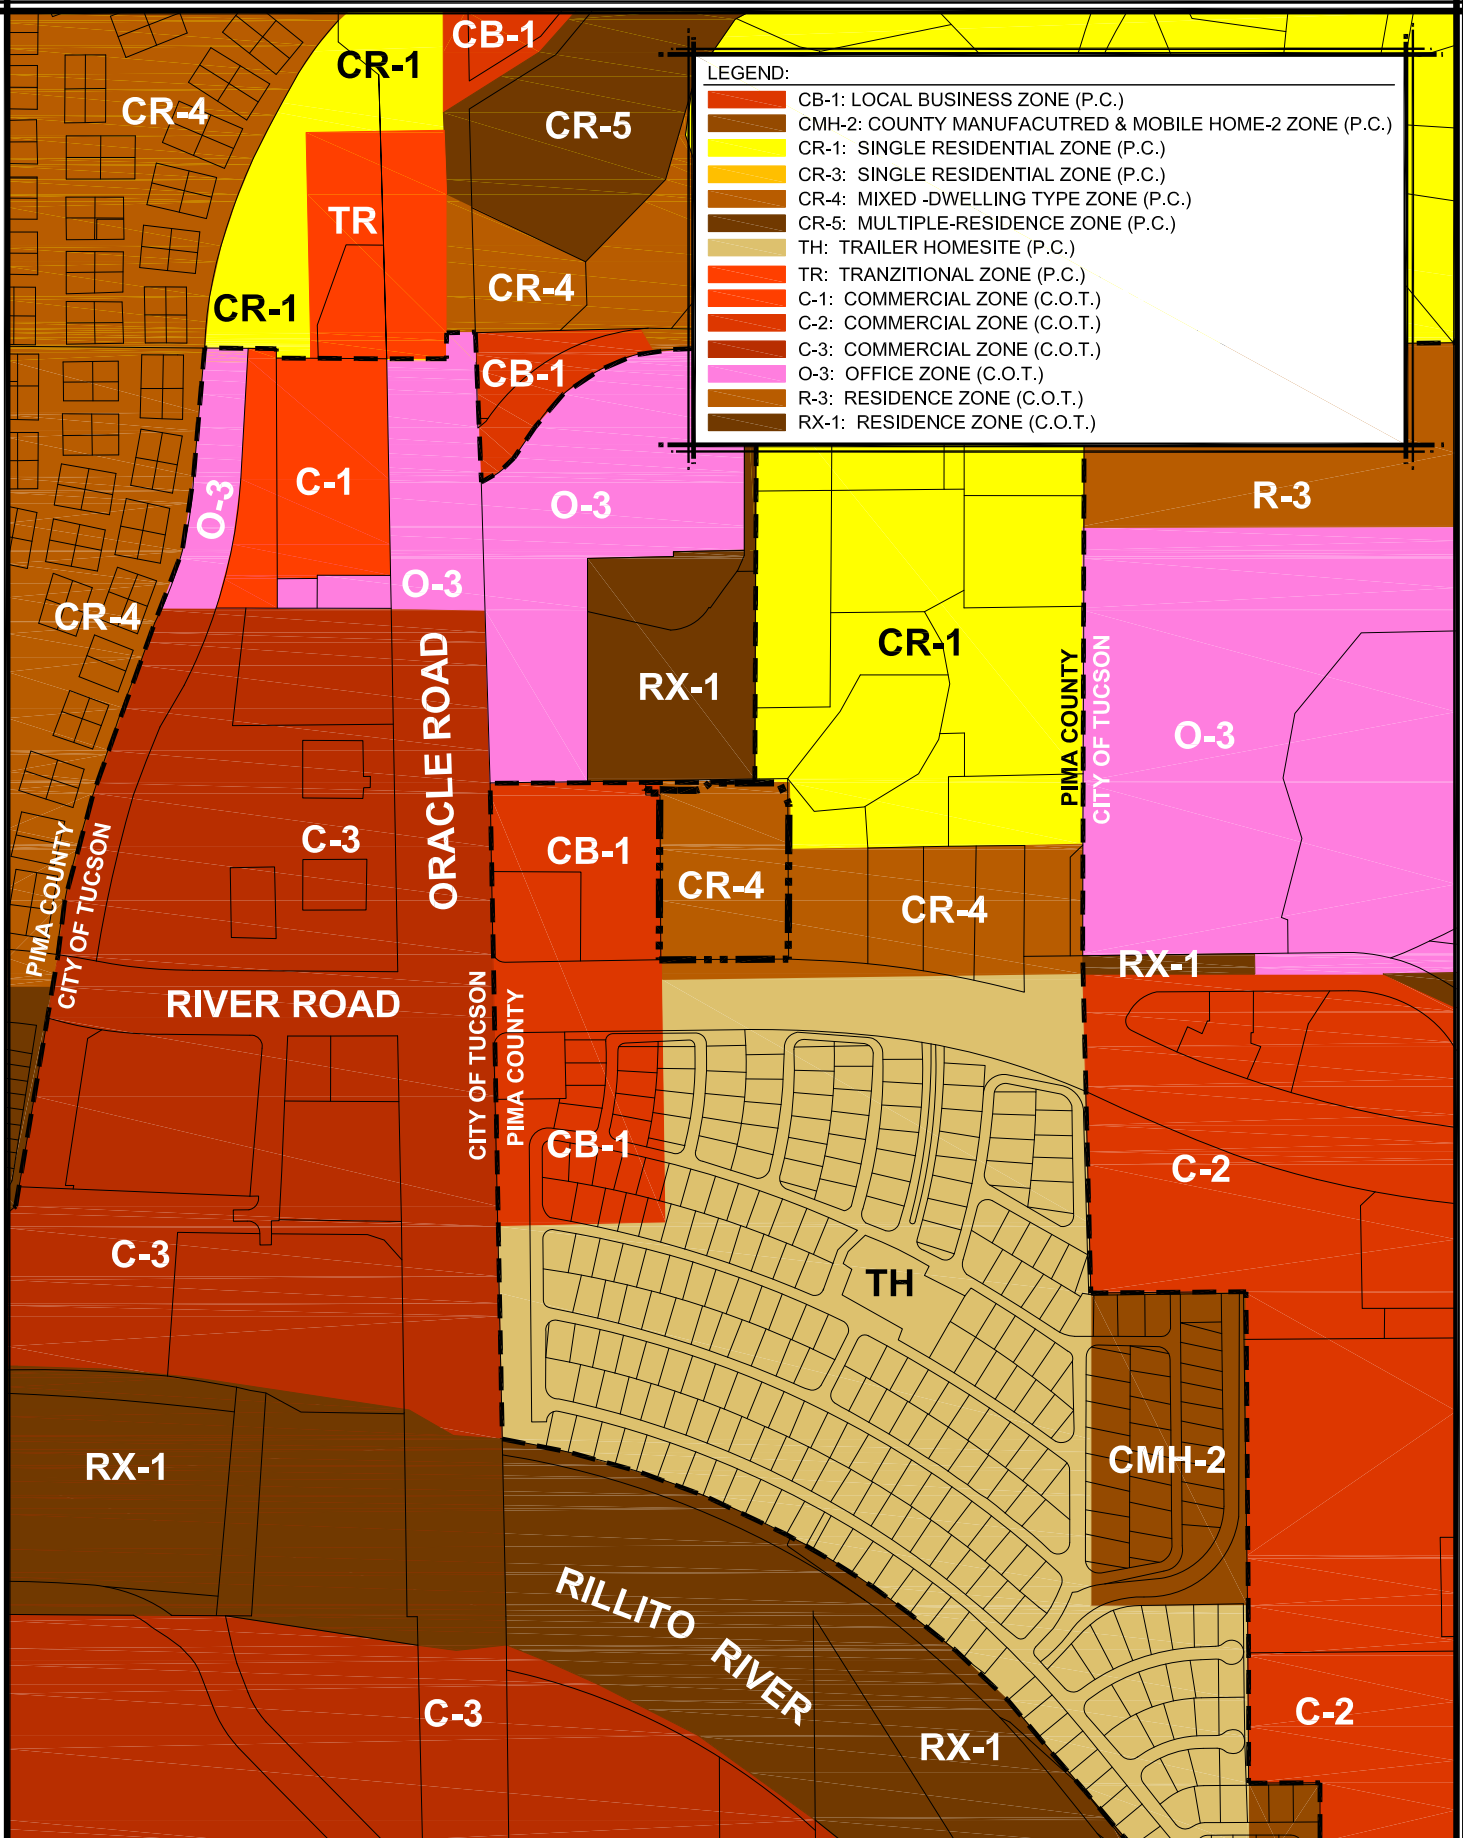 CB-1
CR-1
CR-4
CR-5
LEGEND:
CB-1: LOCAL BUSINESS ZONE (P.C.)
CMH-2: COUNTY MANUFACUTRED & MOBILE HOME-2 ZONE (P.C.)
CR-1: SINGLE RESIDENTIAL ZONE (P.C.)
CR-3: SINGLE RESIDENTIAL ZONE (P.C.)
CR-4: MIXED -DWELLING TYPE ZONE (P.C.)
CR-5: MULTIPLE-RESIDENCE ZONE (P.C.)
TH: TRAILER HOMESITE (P.C.)
TR: TRANZITIONAL ZONE (P.C.)
C-1: COMMERCIAL ZONE (C.O.T.)
C-2: COMMERCIAL ZONE (C.O.T.)
C-3: COMMERCIAL ZONE (C.O.T.)
O-3: OFFICE ZONE (C.O.T.)
R-3: RESIDENCE ZONE (C.O.T.)
RX-1: RESIDENCE ZONE (C.O.T.)
TR
CR-4
CR-1
CB-1
C-1
O-3
O-3
R-3
O-3
CR-4
CR-1
RX-1
ORACLE ROAD
PIMA COUNTY
CITY OF TUCSON
O-3
C-3
CB-1
CR-4
CR-4
PIMA COUNTY
CITY OF TUCSON
RX-1
RIVER ROAD
CITY OF TUCSON
PIMA COUNTY
CB-1
C-2
C-3
TH
RX-1
CMH-2
RILLITO RIVER
C-3
RX-1
C-2